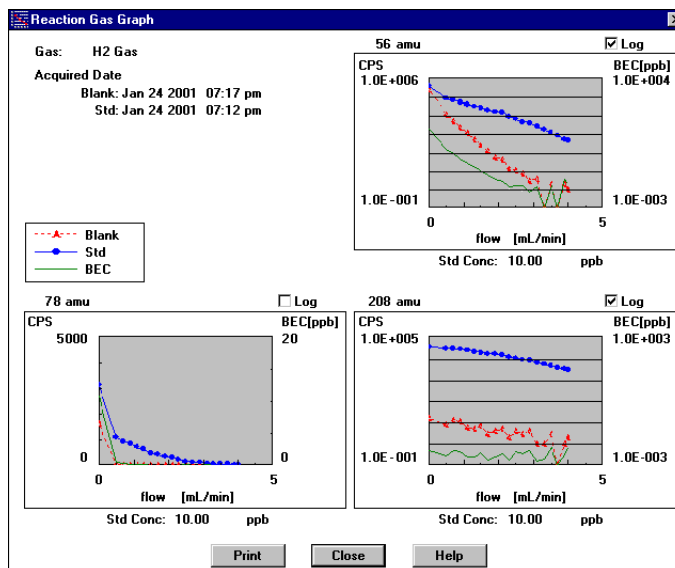 Reaction Gas Graph
Gas: H2 Gas
Acquired Date
Blank: Jan 24 2001 07:17 pm
Std: Jan 24 2001 07:12 pm
Blank
Std
BEC
56 amu Log
CPS BEC[ppb]
1.0E+006 1.0E+004
1.0E-001 1.0E-003
0 5
flow [mL/min]
Std Conc: 10.00 ppb
78 amu Log
CPS BEC[ppb]
5000 20
0 0
0 5
flow [mL/min]
Std Conc: 10.00 ppb
208 amu Log
CPS BEC[ppb]
1.0E+005 1.0E+003
1.0E-001 1.0E-003
0 5
flow [mL/min]
Std Conc: 10.00 ppb
Print Close Help